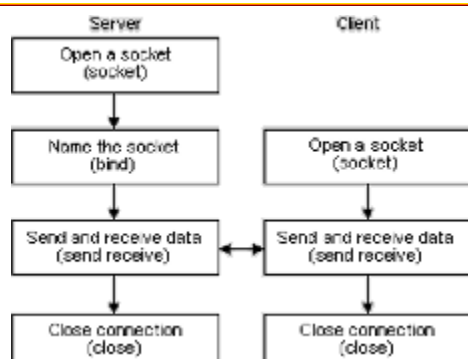 Server
Client
Open a socket
(socket)
Name the socket
(bind)
Open a socket
(socket)
Send and receive data
(send receive)
Send and receive data
(send receive)
Close connection
(close)
Close connection
(close)